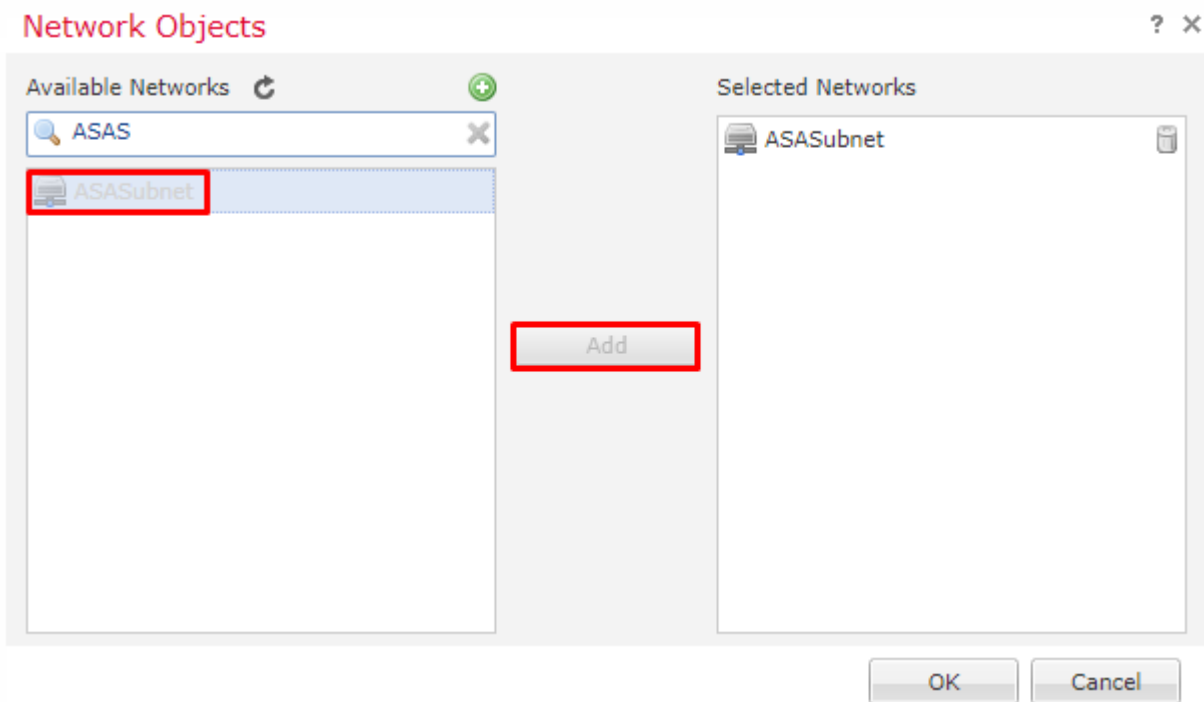 Network Objects ?
Available Networks
ASAS
ASASubnet
Add
Selected Networks
ASASubnet
OK
Cancel